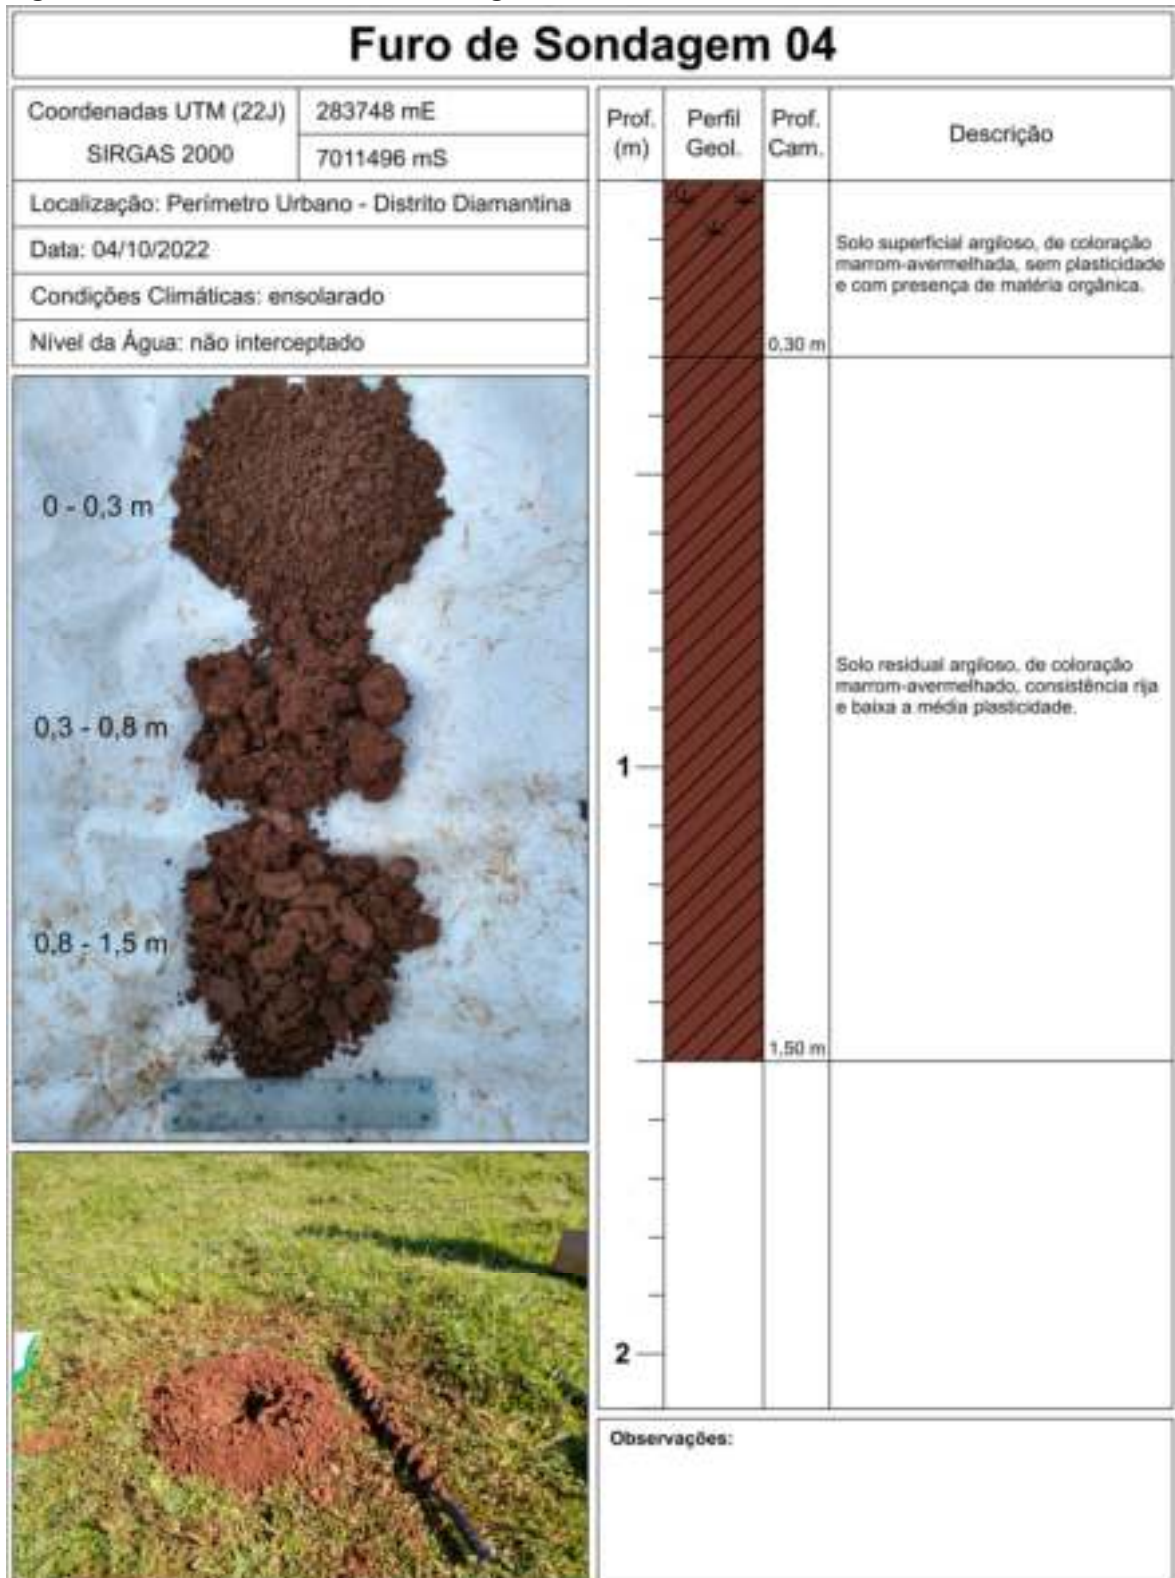 Furo de Sondagem 04
Coordenadas UTM (22J)
SIRGAS 2000
283748 mE
7011496 mS
Localização: Perímetro Urbano - Distrito Diamantina
Data: 04/10/2022
Condições Climáticas: ensolarado
Nível da Água: não interceptado
0 - 0,3 m
0,3 - 0,8 m
0,8 - 1,5 m
Prof.
(m)
Perfil
Geol.
Prof.
Cam.
Descrição
Solo superficial argiloso, de coloração
marrom-avermelhada, sem plasticidade
e com presença de matéria orgânica.
0,30 m
Solo residual argiloso, de coloração
marrom-avermelhado, consistência rija
e baixa a média plasticidade.
1
1,50 m
2
Observações: